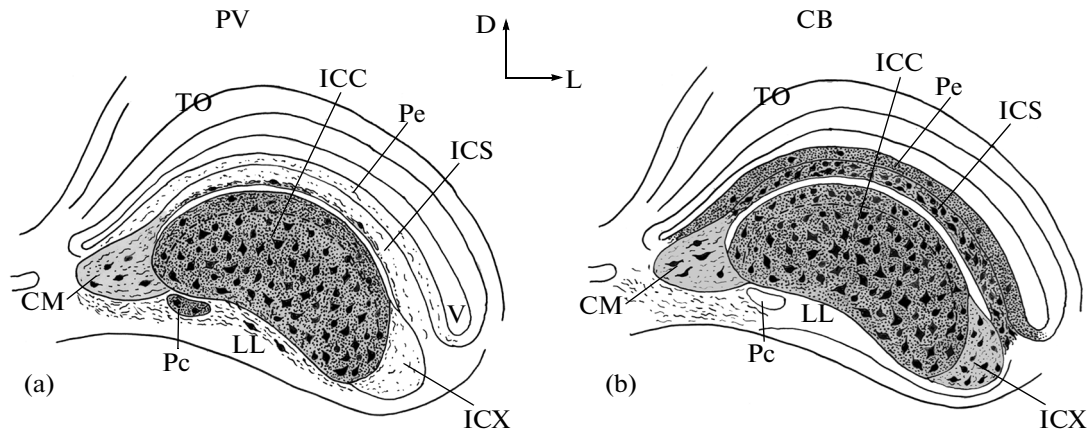 PV
D
L
CB
ICC
TO
Pe
ICS
CM
Pc
LL
V
ICX
(a)
ICC
TO
Pe
ICS
CM
Pc
LL
ICX
(b)